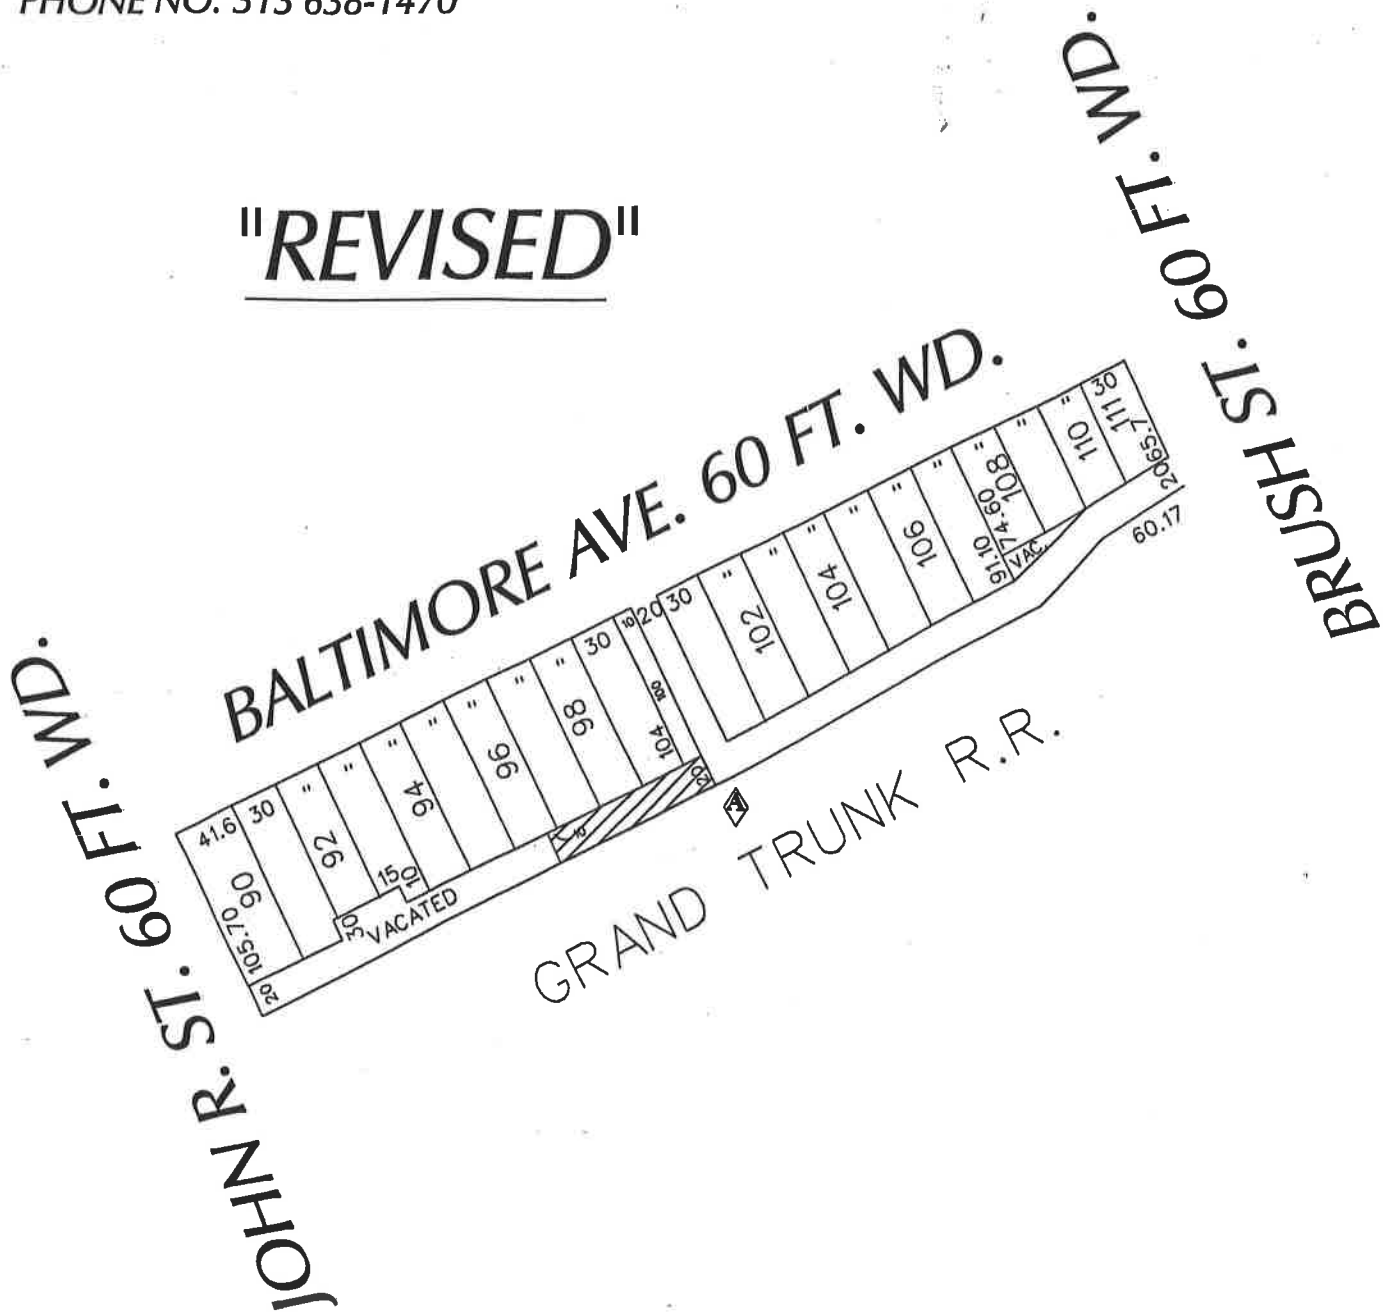 PHONE NO. 313 638-1470
"REVISED"
BRUSH ST. 60 FT. WD.
BALTIMORE AVE. 60 FT. WD.
JOHN R. ST. 60 FT. WD.
41.6 30 " " " " " " " 30 10 20 30 " " " " " " " " " 30
90 92 94 96 98 102 104 106 108 110 111
105.70 20
30 15 10
VACATED
104 100
20
91.10 74.60
VAC.
65.7 20
60.17
A
GRAND TRUNK R.R.